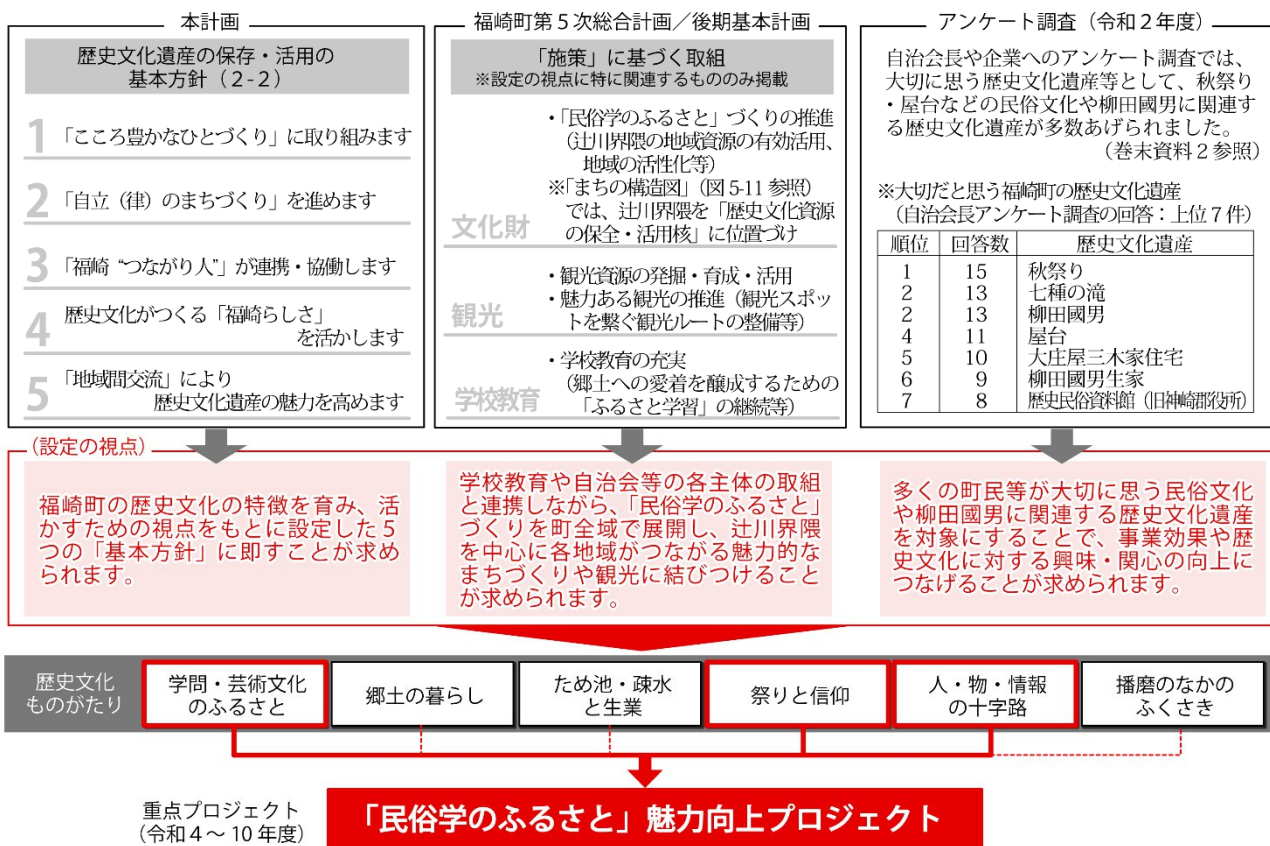 本計画
歴史文化遺産の保存・活用の
基本方針（2-2）
1 「こころ豊かなひとづくり」に取り組みます
2 「自立（律）のまちづくり」を進めます
3 「福崎 “つながり人”」が連携・協働します
4 歴史文化がつくる「福崎らしさ」
を活かします
5 「地域間交流」により
歴史文化遺産の魅力を高めます
福崎町第５次総合計画／後期基本計画
「施策」に基づく取組
※設定の視点に特に関連するもののみ掲載
文化財
・「民俗学のふるさと」づくりの推進
（辻川界隈の地域資源の有効活用、
地域の活性化等）
※「まちの構造図」（図 5-11 参照）
では、辻川界隈を「歴史文化資源
の保全・活用核」に位置づけ
観光
・観光資源の発掘・育成・活用
・魅力ある観光の推進（観光スポッ
トを繋ぐ観光ルートの整備等）
学校教育
・学校教育の充実
（郷土への愛着を醸成するための
「ふるさと学習」の継続等）
アンケート調査（令和２年度）
自治会長や企業へのアンケート調査では、
大切に思う歴史文化遺産等として、秋祭り
・屋台などの民俗文化や柳田國男に関連す
る歴史文化遺産が多数あげられました。
（巻末資料２参照）
※大切だと思う福崎町の歴史文化遺産
（自治会長アンケート調査の回答：上位７件）
順位 回答数 歴史文化遺産
1 15 秋祭り
2 13 七種の滝
2 13 柳田國男
4 11 屋台
5 10 大庄屋三木家住宅
6 9 柳田國男生家
7 8 歴史民俗資料館（旧神崎郡役所）
（設定の視点）
福崎町の歴史文化の特徴を育み、活
かすための視点をもとに設定した５
つの「基本方針」に即すことが求め
られます。
学校教育や自治会等の各主体の取組
と連携しながら、「民俗学のふるさと」
づくりを町全域で展開し、辻川界隈
を中心に各地域がつながる魅力的な
まちづくりや観光に結びつけること
が求められます。
多くの町民等が大切に思う民俗文化
や柳田國男に関連する歴史文化遺産
を対象にすることで、事業効果や歴
史文化に対する興味・関心の向上に
つなげることが求められます。
歴史文化
ものがたり
学問・芸術文化
のふるさと
郷土の暮らし
ため池・疎水
と生業
祭りと信仰
人・物・情報
の十字路
播磨のなかの
ふくさき
重点プロジェクト
（令和４～ 10 年度）
「民俗学のふるさと」魅力向上プロジェクト